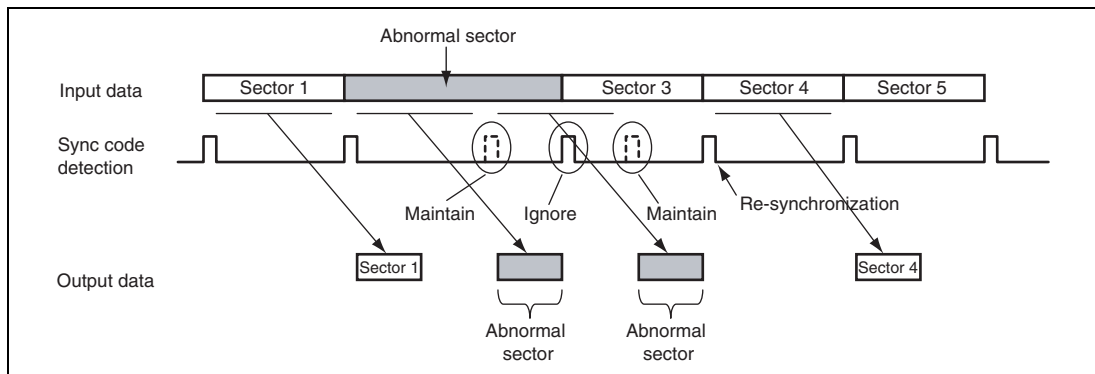 Abnormal sector
Input data
Sector 1
Sector 3
Sector 4
Sector 5
Sync code
detection
Maintain
Ignore
Maintain
Re-synchronization
Output data
Sector 1
Sector 4
Abnormal
sector
Abnormal
sector